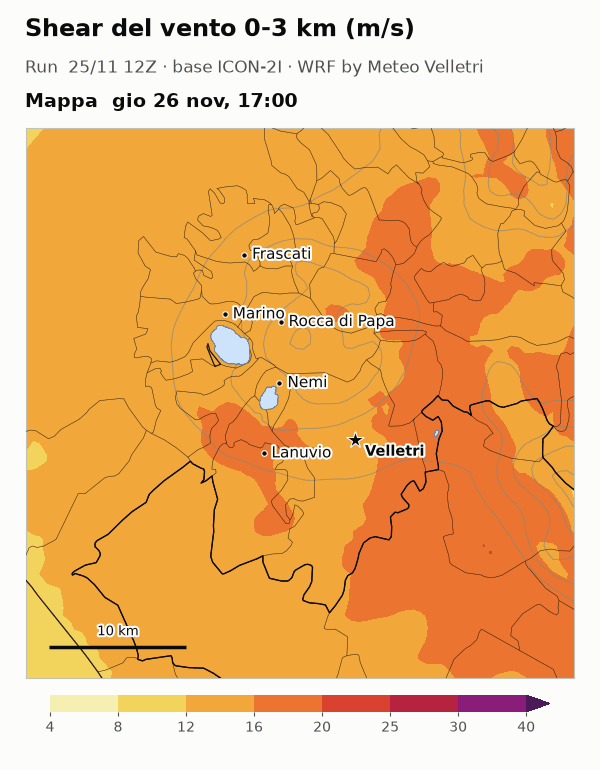 Shear del vento 0-3 km (m/s)
Run  25/11 12Z · base ICON-2I · WRF by Meteo Velletri
Mappa  gio 26 nov, 17:00
Frascati
Marino
Rocca di Papa
Nemi
Velletri
Lanuvio
10 km
4 8 12 16 20 25 30 40